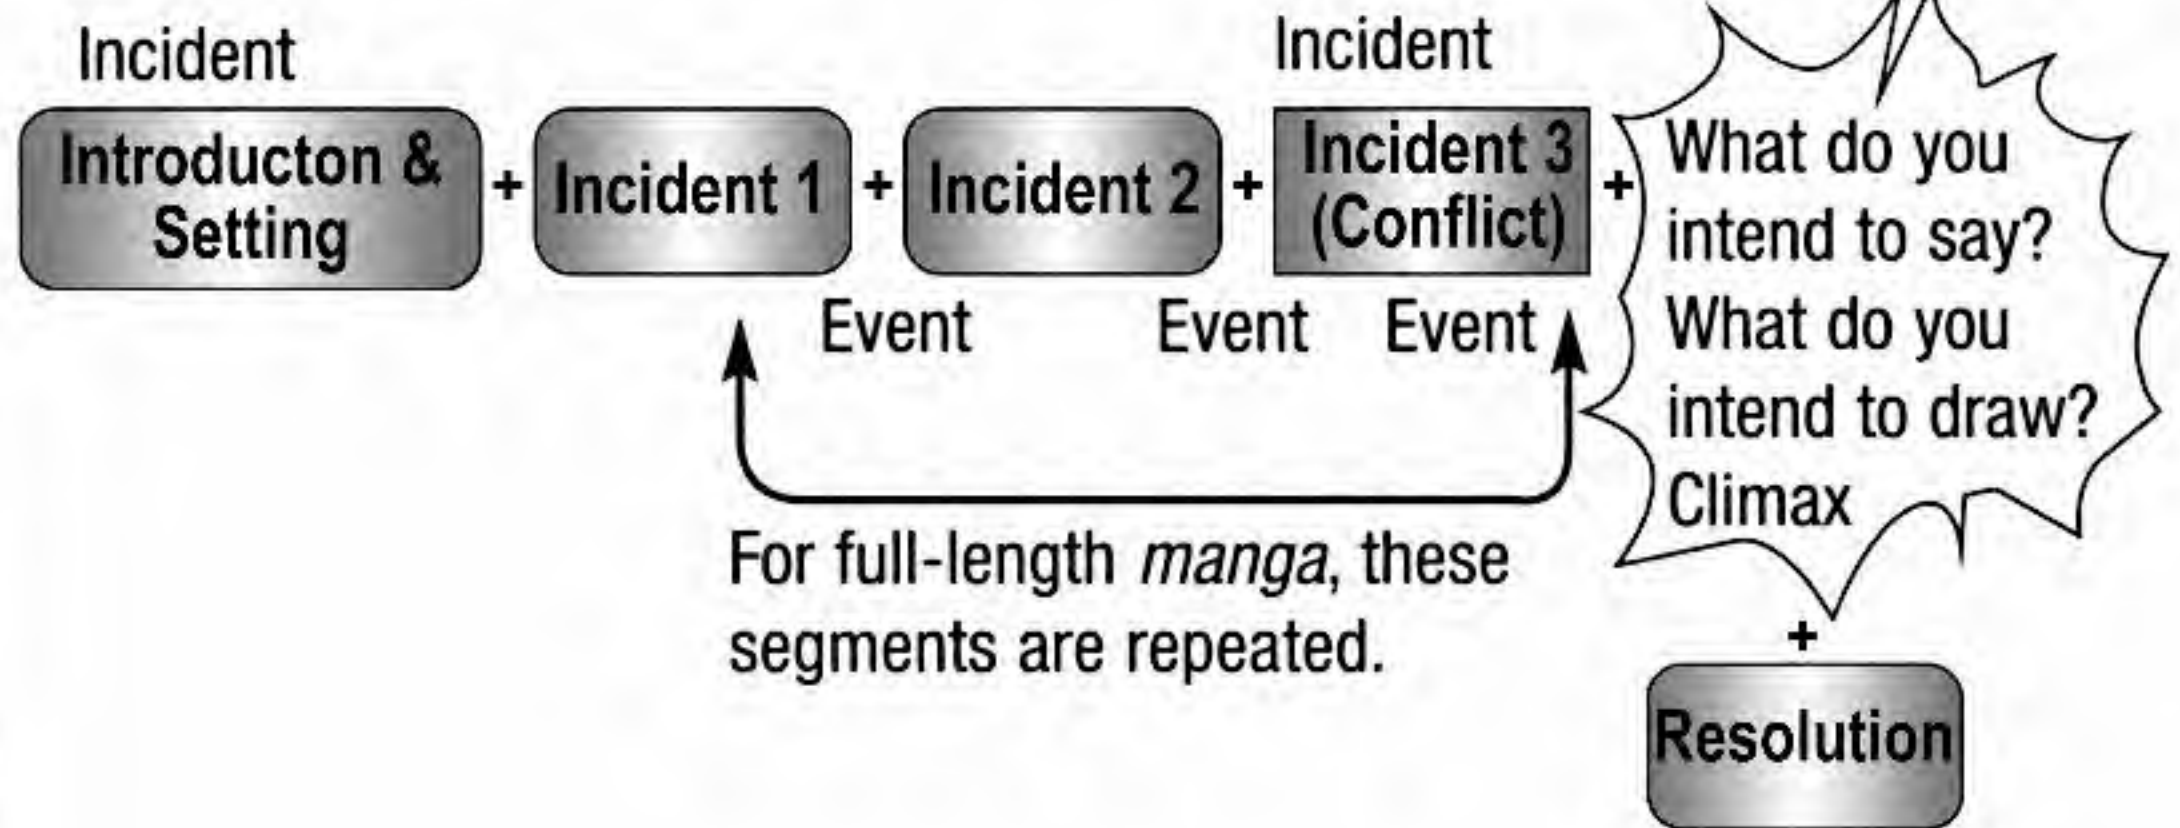 Incident
Incident
Introducton &
Setting
+
Incident 1
+
Incident 2
+
Incident 3
(Conflict)
+
What do you
intend to say?
What do you
intend to draw?
Climax
Event
Event
Event
For full-length manga, these
segments are repeated.
+
Resolution